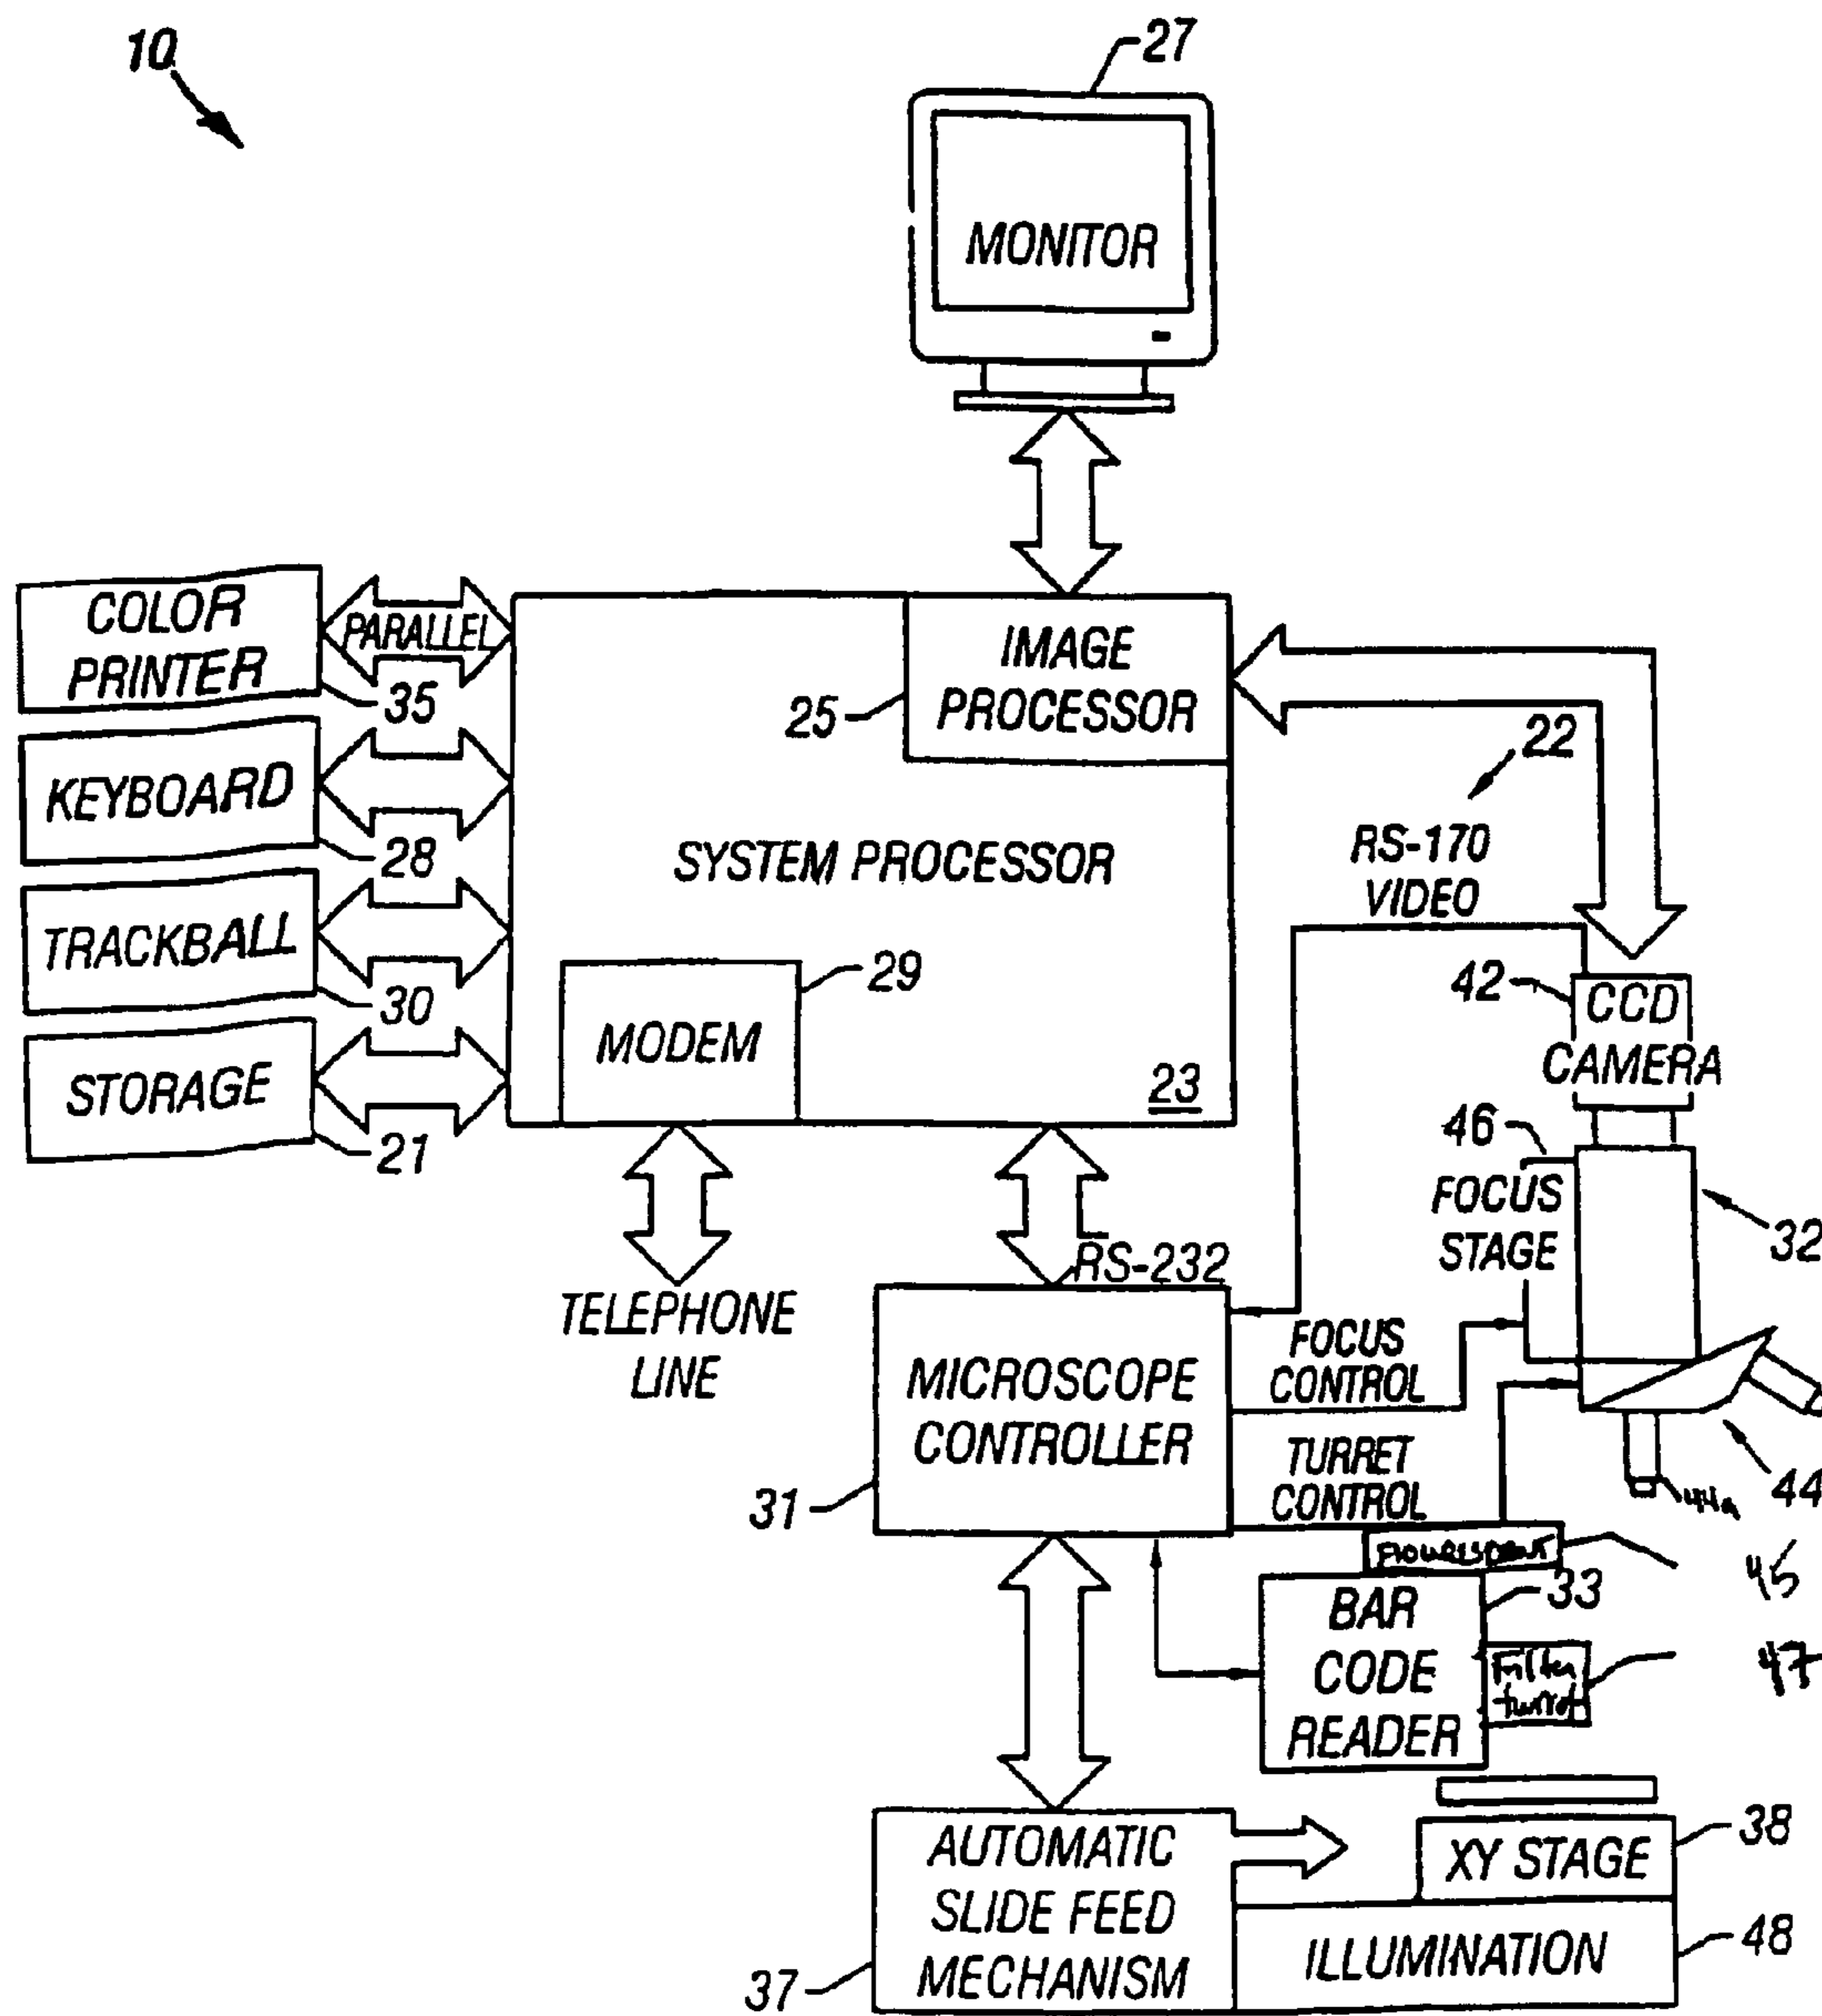 10
27
MONITOR
COLOR
PRINTER
PARALLEL
35
KEYBOARD
28
TRACKBALL
30
STORAGE
21
IMAGE
PROCESSOR
25
SYSTEM PROCESSOR
MODEM
29
23
22
RS-170
VIDEO
42
CCD
CAMERA
46
FOCUS
STAGE
32
TELEPHONE
LINE
RS-232
MICROSCOPE
CONTROLLER
31
FOCUS
CONTROL
TURRET
CONTROL
44
44a
45
BAR
CODE
READER
33
Filter
turret
47
AUTOMATIC
SLIDE FEED
MECHANISM
37
XY STAGE
38
ILLUMINATION
48